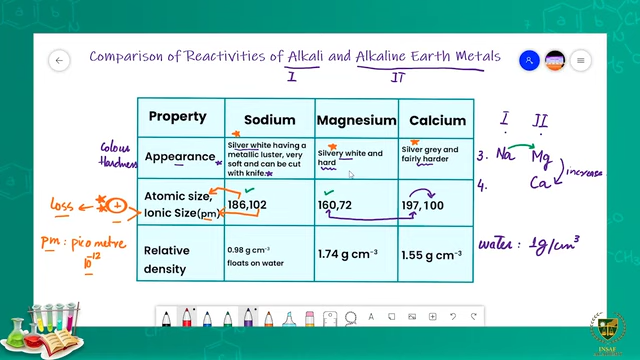 Comparison of Reactivities of Alkali and Alkaline Earth Metals
I II
Property Sodium Magnesium Calcium
Colour
Hardness
Appearance
Silver white having a
metallic luster, very
soft and can be cut
with knife.
Silvery white and
hard
Silver grey and
fairly harder
Atomic size,
Ionic Size(pm)
186,102
160,72
197, 100
Relative
density
0.98 g cm⁻³
floats on water
1.74 g cm⁻³
1.55 g cm⁻³
Loss
+
pm: picometre
10⁻¹²
I II
3. Na Mg
4. Ca increase
water: 1g/cm³
ENSAF